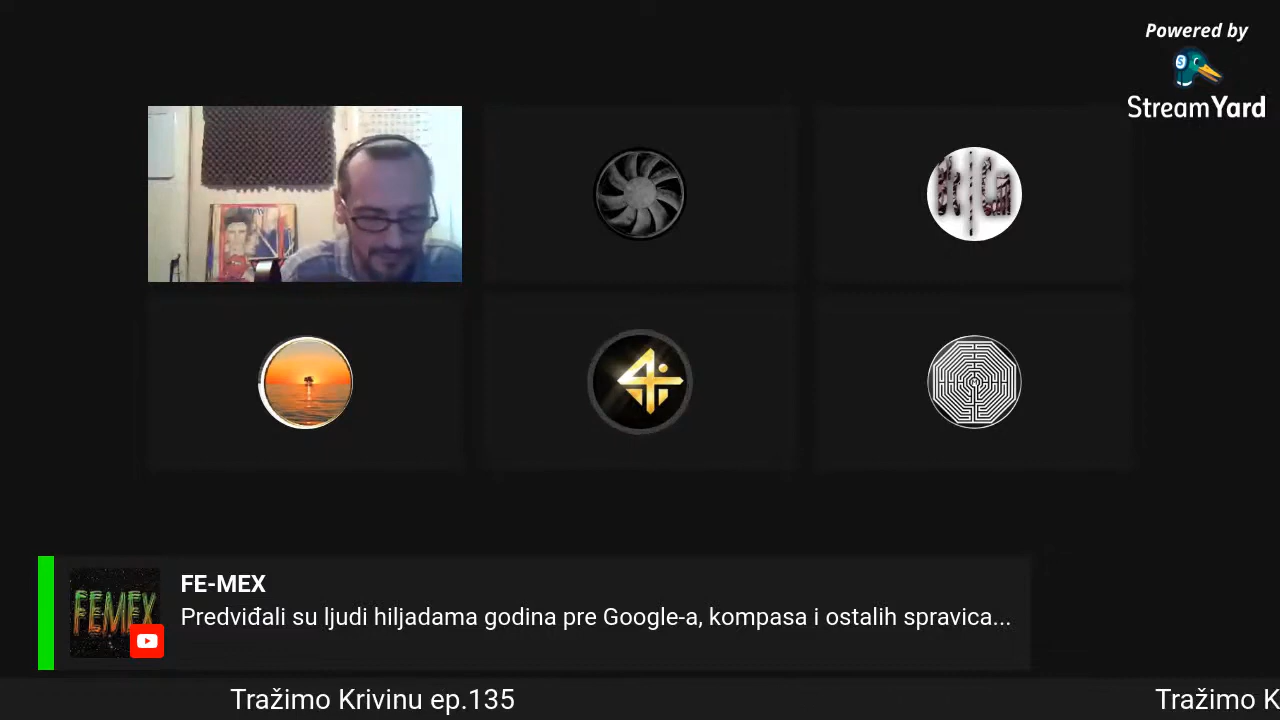 Powered by
StreamYard
FEMEX
FE-MEX
Predviđali su ljudi hiljadama godina pre Google-a, kompasa i ostalih spravica...
Tražimo Krivinu ep.135
Tražimo K